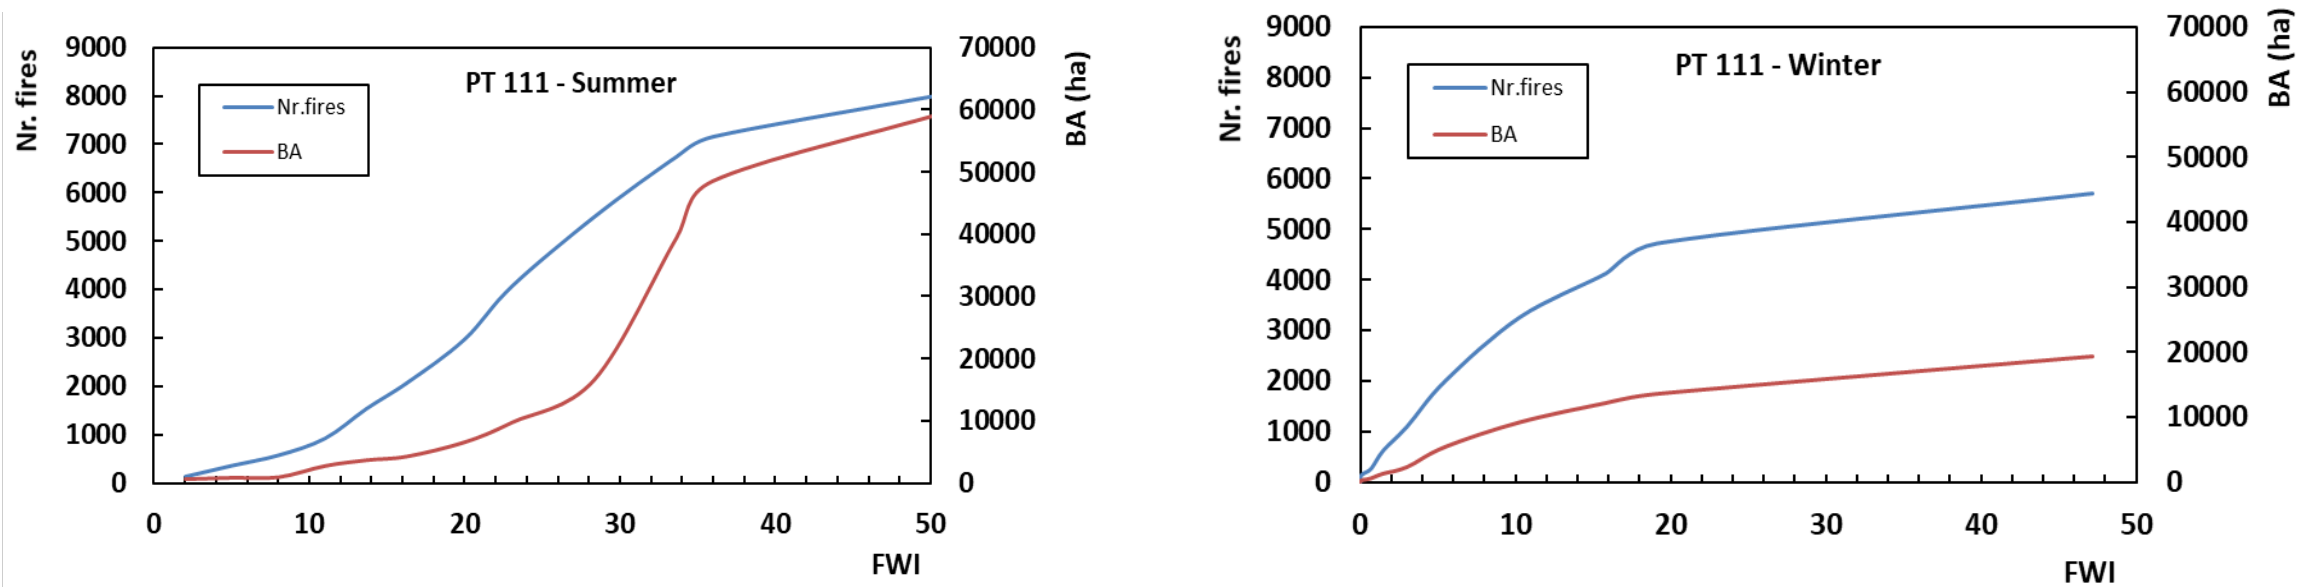 PT 111 - Summer
Nr. fires
BA (ha)
Nr.fires
BA
9000
8000
7000
6000
5000
4000
3000
2000
1000
0
70000
60000
50000
40000
30000
20000
10000
0
0 10 20 30 40 50
FWI
PT 111 - Winter
Nr. fires
BA (ha)
Nr.fires
BA
9000
8000
7000
6000
5000
4000
3000
2000
1000
0
70000
60000
50000
40000
30000
20000
10000
0
0 10 20 30 40 50
FWI